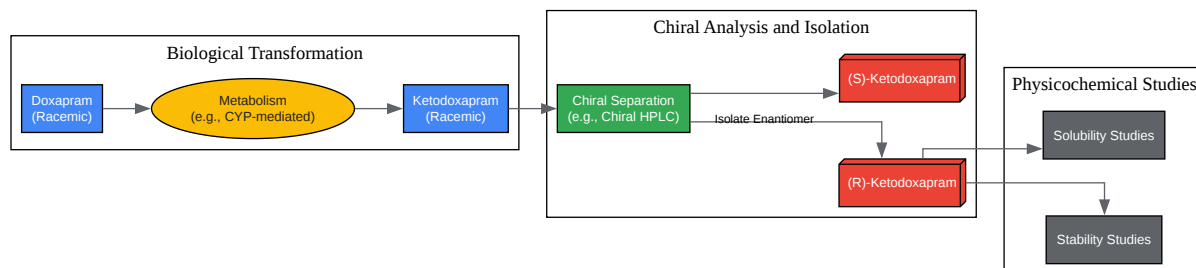 Biological Transformation
Doxapram
(Racemic)
Metabolism
(e.g., CYP-mediated)
Ketodoxapram
(Racemic)
Chiral Analysis and Isolation
Chiral Separation
(e.g., Chiral HPLC)
Isolate Enantiomer
(S)-Ketodoxapram
(R)-Ketodoxapram
Physicochemical Studies
Solubility Studies
Stability Studies